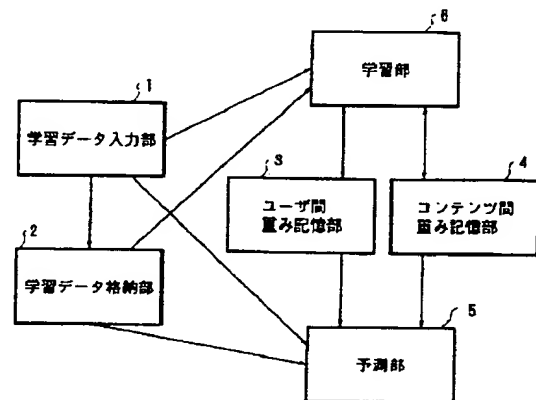 6
学習部
1
学習データ入力部
3
ユーザ間
重み記憶部
4
コンテンツ間
重み記憶部
2
学習データ格納部
5
予測部